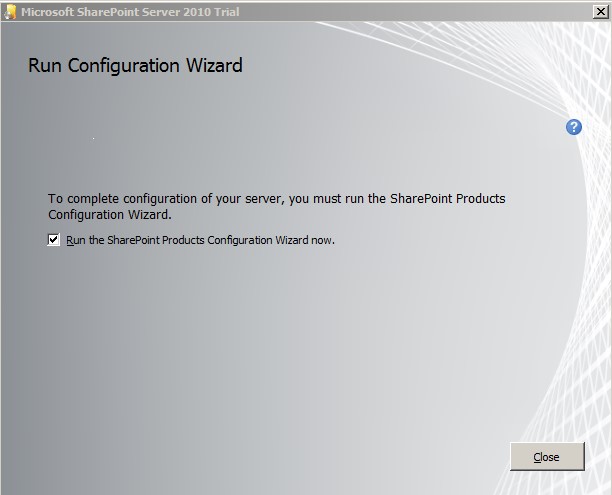 Microsoft SharePoint Server 2010 Trial
Run Configuration Wizard
?
To complete configuration of your server, you must run the SharePoint Products
Configuration Wizard.
Run the SharePoint Products Configuration Wizard now.
Close